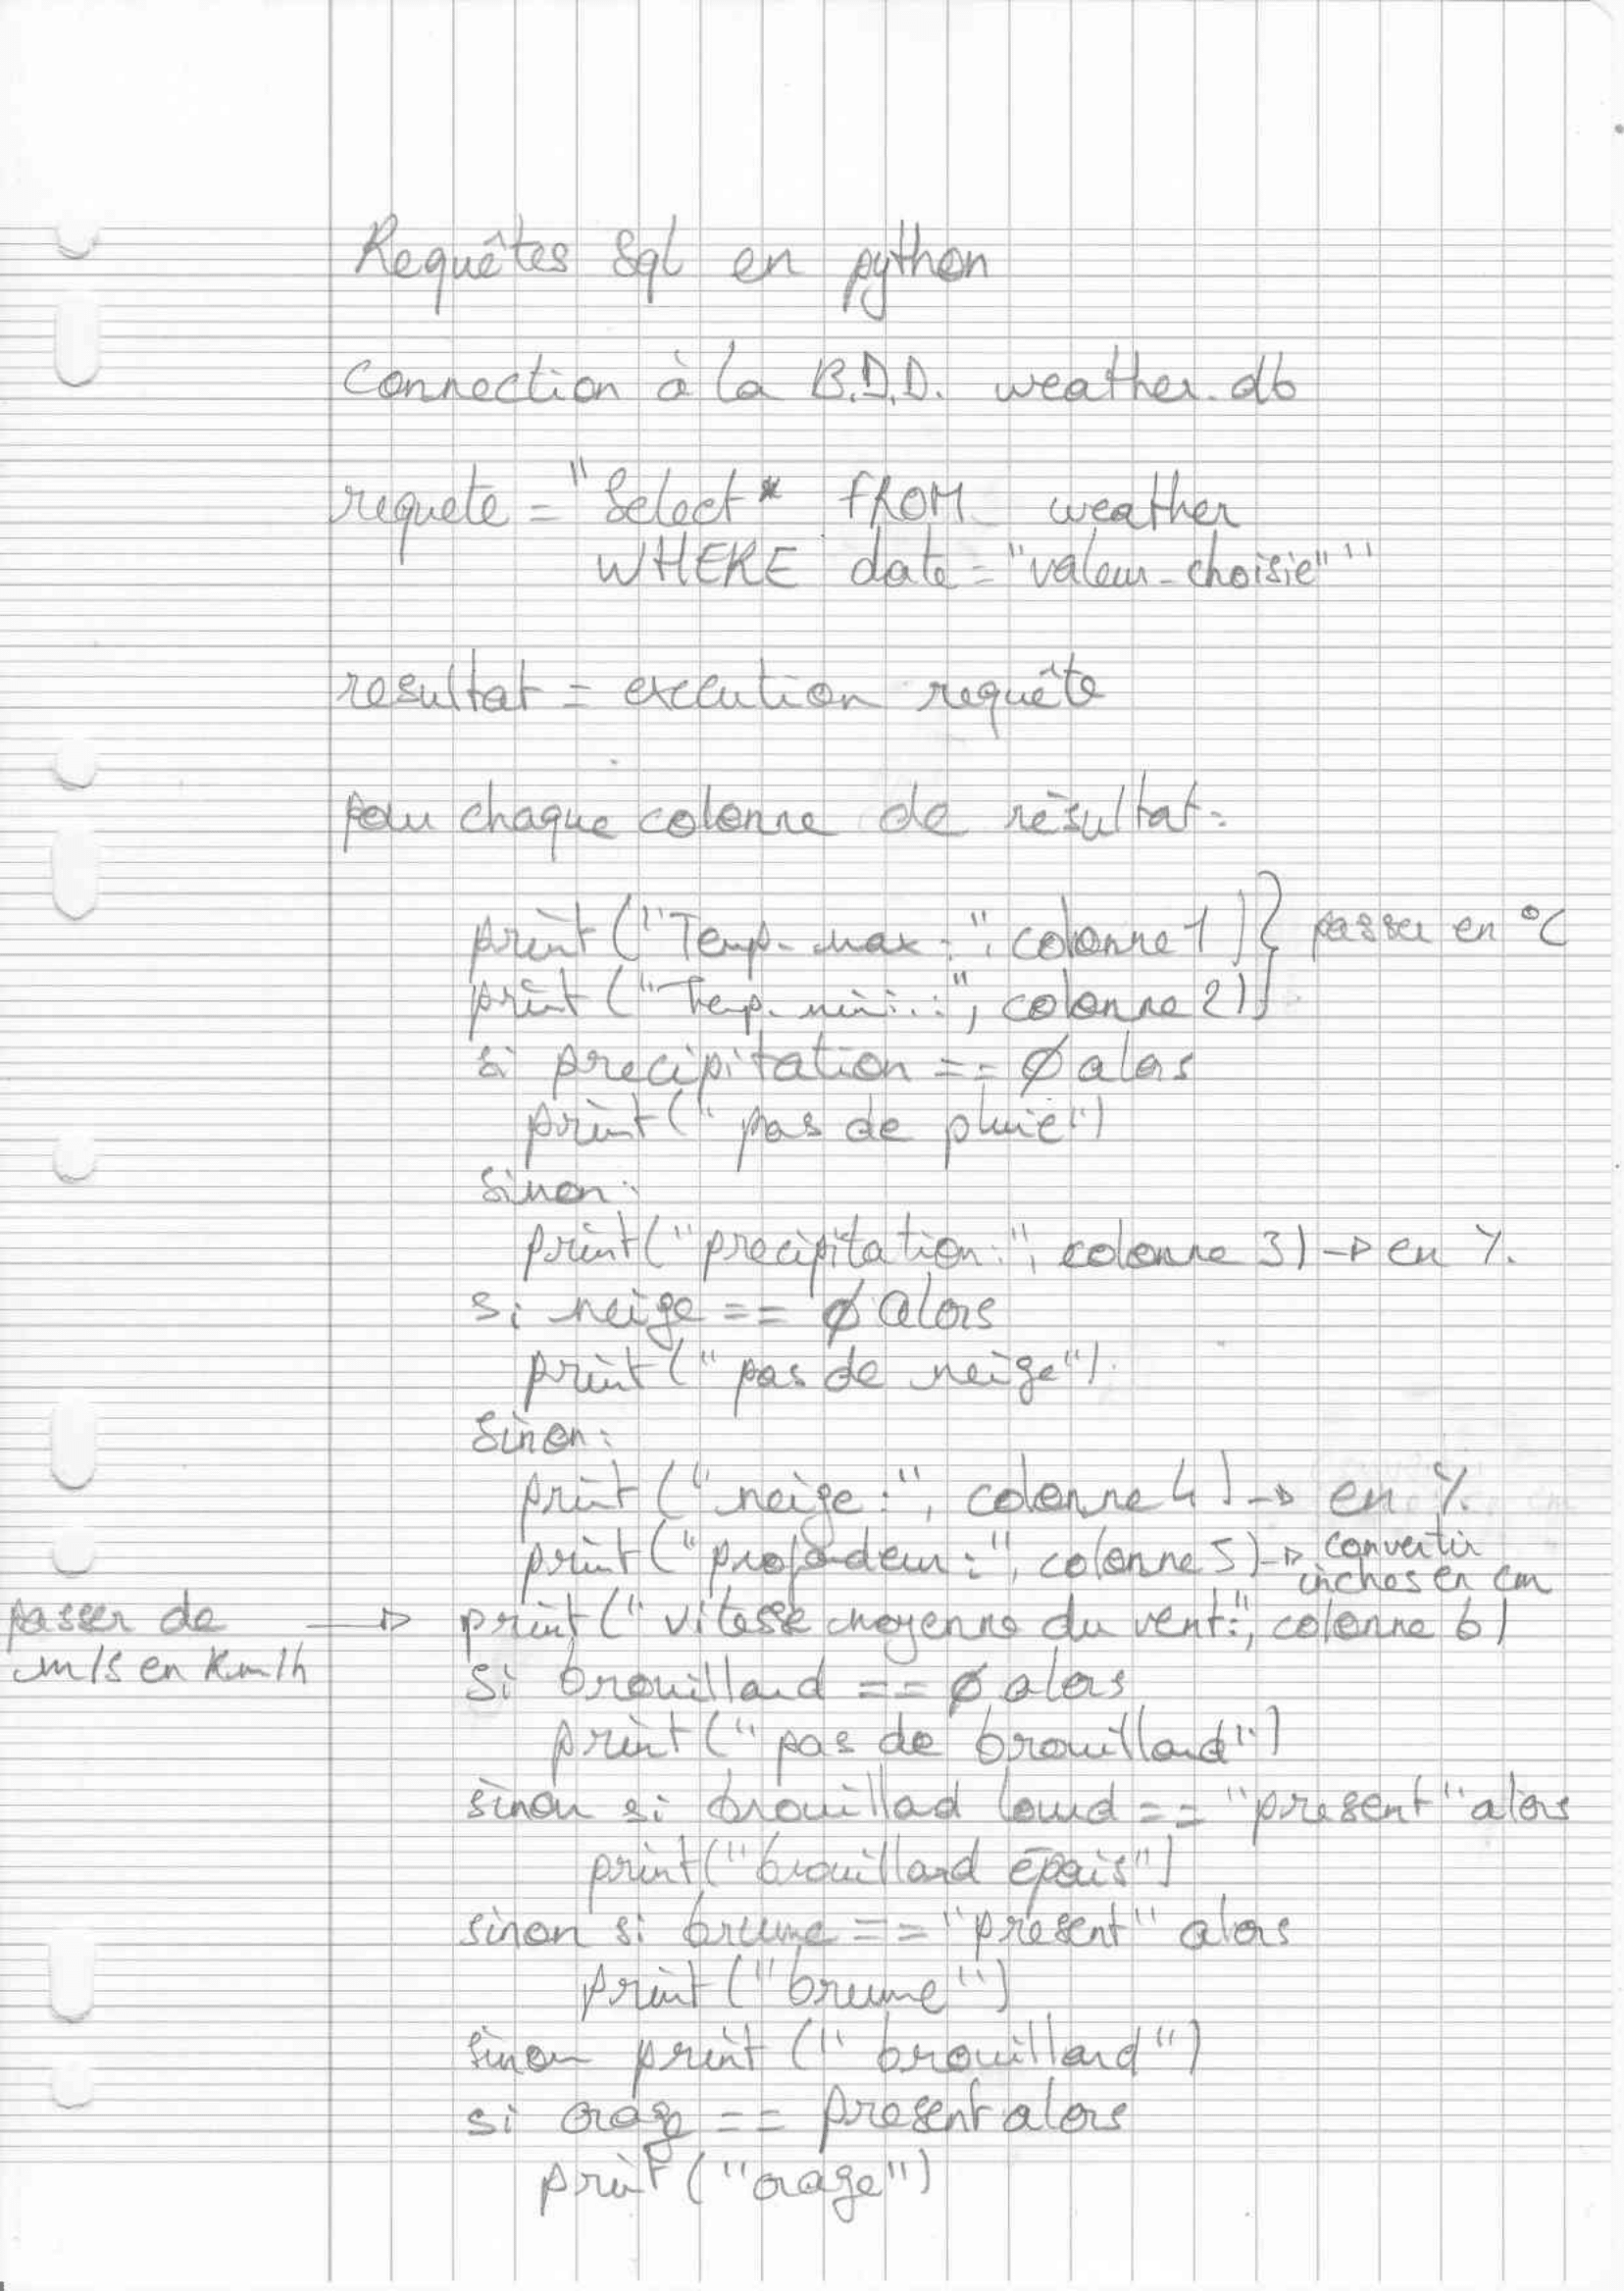 Requêtes Sql en python
connection à la B.D.D. weather.db
requete = "Select * FROM weather
WHERE date = "valeur-choisie""
resultat = execution requête
pour chaque colonne de résultat:
print("Temp. max:", colonne 1) } passer en °C
print("Temp. mini.:", colonne 2) }
si precipitation == Ø alors
print("pas de pluie")
sinon:
print("precipitation:", colonne 3) → en %.
si neige == Ø alors
print("pas de neige")
Sinon:
print("neige:", colonne 4) → en %
print("profondeur:", colonne 5) → convertir
inches en cm
passer de → print("vitesse moyenne du vent:", colonne 6)
m/s en Km/h
si brouillard == Ø alors
print("pas de brouillard")
sinon si brouillad lourd == "present" alors
print("brouillard épais")
sinon si brume == "present" alors
print("brume")
sinon print("brouillard")
si orage == present alors
print("orage")